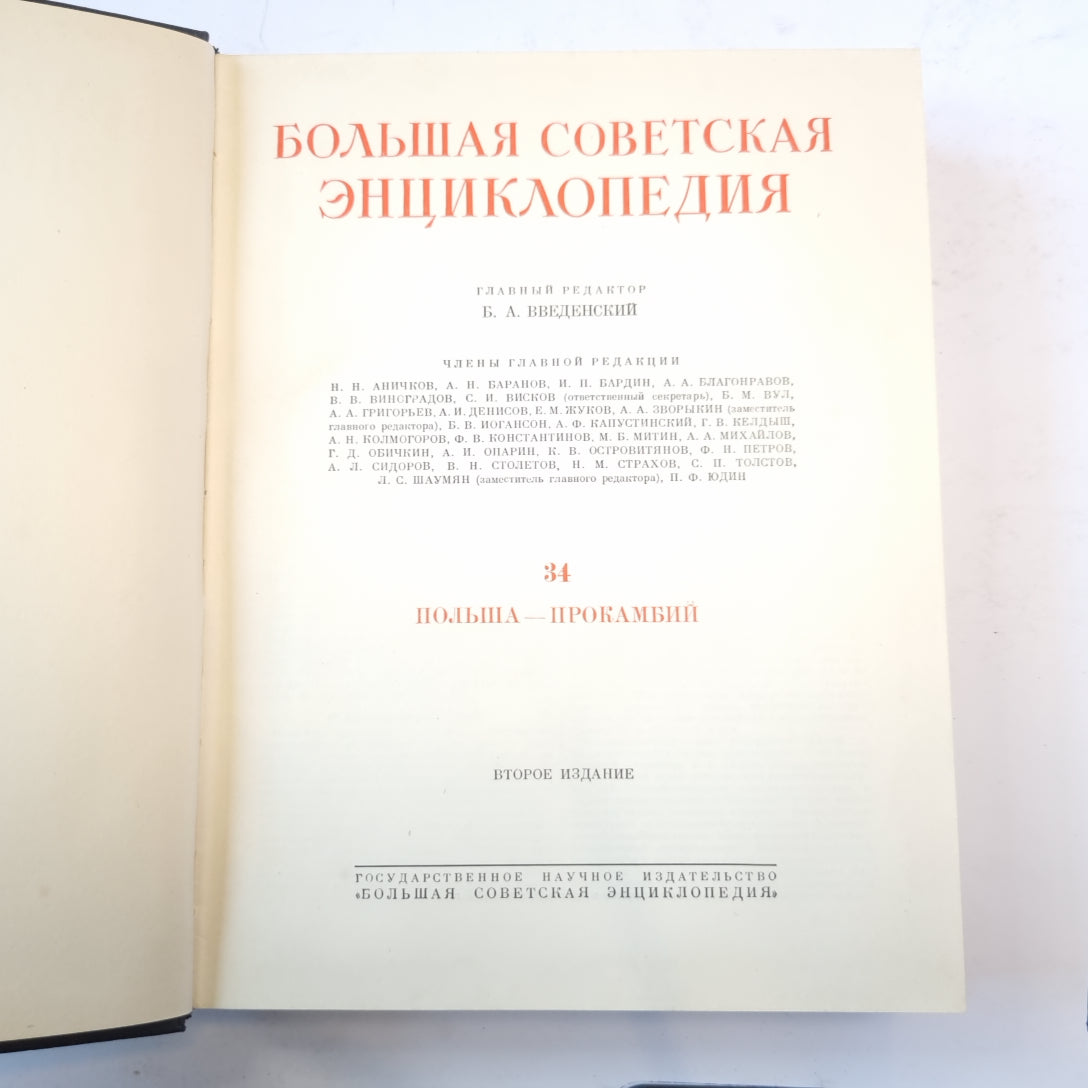 БОЛЬШАЯ СОВЕТСКАЯ
ЭНЦИКЛОПЕДИЯ
ГЛАВНЫЙ РЕДАКТОР
Б. А. ВВЕДЕНСКИЙ
ЧЛЕНЫ ГЛАВНОЙ РЕДАКЦИИ
Н. Н. АНИЧКОВ, А. Н. БАРАНОВ, И. П. БАРДИН, А. А. БЛАГОНРАВОВ,
В. В. ВИНОГРАДОВ, С. И. ВИСКОВ (ответственный секретарь), Б. М. ВУЛ,
А. А. ГРИГОРЬЕВ, А. И. ДЕНИСОВ, Е. М. ЖУКОВ, А. А. ЗВОРЫКИН (заместитель
главного редактора), Б. В. ИОГАНСОН, А. Ф. КАПУСТИНСКИЙ, Г. В. КЕЛДЫШ,
А. Н. КОЛМОГОРОВ, Ф. В. КОНСТАНТИНОВ, М. Б. МИТИН, А. А. МИХАЙЛОВ,
Г. Д. ОБИЧКИН, А. И. ОПАРИН, К. В. ОСТРОВИТЯНОВ, Ф. Н. ПЕТРОВ,
А. Л. СИДОРОВ, В. Н. СТОЛЕТОВ, Н. М. СТРАХОВ, С. П. ТОЛСТОВ,
Л. С. ШАУМЯН (заместитель главного редактора), П. Ф. ЮДИН
34
ПОЛЬША — ПРОКАМБИЙ
ВТОРОЕ ИЗДАНИЕ
ГОСУДАРСТВЕННОЕ НАУЧНОЕ ИЗДАТЕЛЬСТВО
«БОЛЬШАЯ СОВЕТСКАЯ ЭНЦИКЛОПЕДИЯ»